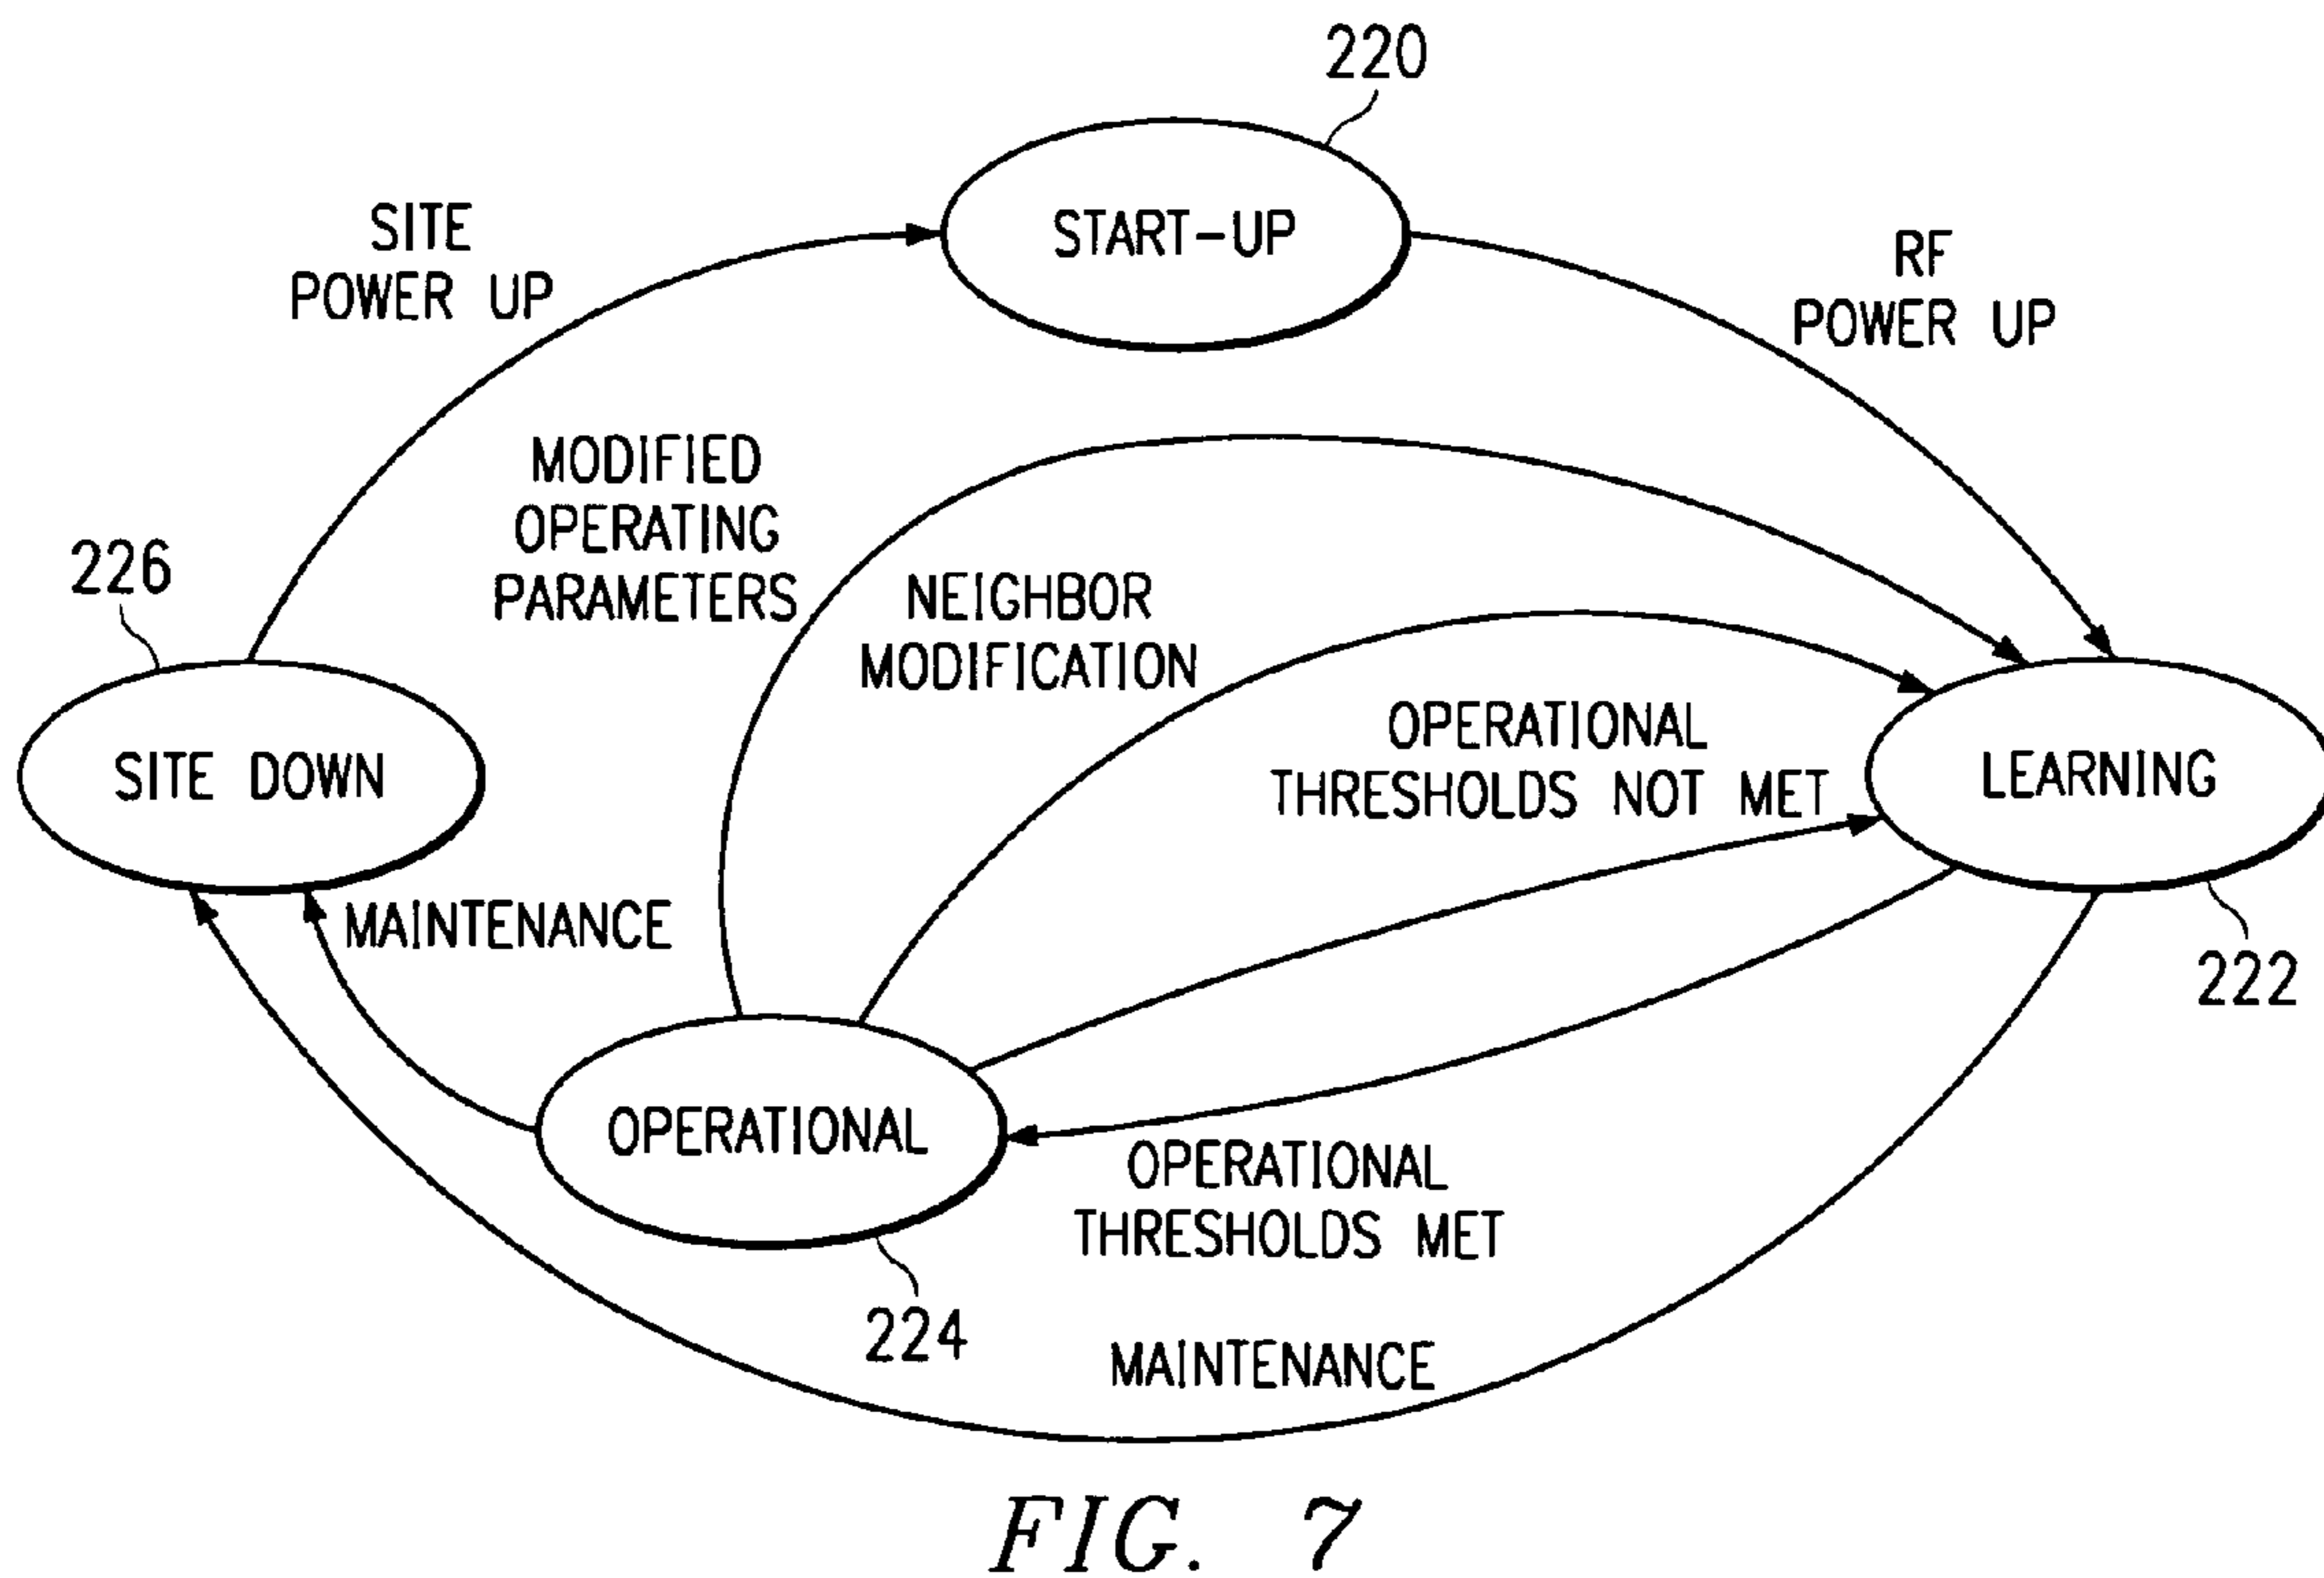 220
START-UP
SITE
POWER UP
RF
POWER UP
MODIFIED
OPERATING
PARAMETERS
226
NEIGHBOR
MODIFICATION
OPERATIONAL
THRESHOLDS NOT MET
SITE DOWN
LEARNING
MAINTENANCE
222
OPERATIONAL
OPERATIONAL
THRESHOLDS MET
224
MAINTENANCE
FIG. 7